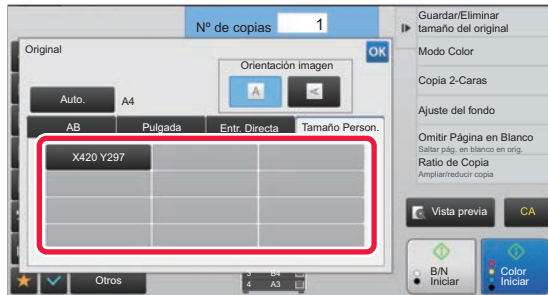 Nº de copias 1
Original
OK
Orientación imagen
A
A
Auto. A4
AB Pulgada Entr. Directa Tamaño Person.
X420 Y297
Otros
3 B4
4 A3
Guardar/Eliminar
tamaño del original
Modo Color
Copia 2-Caras
Ajuste del fondo
Omitir Página en Blanco
Saltar pág. en blanco en orig.
Ratio de Copia
Ampliar/reducir copia
Vista previa CA
B/N
Iniciar
Color
Iniciar